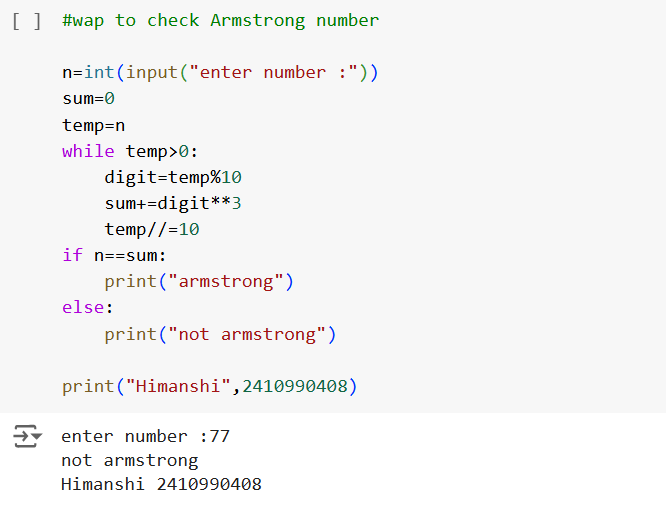 [ ] #wap to check Armstrong number
n=int(input("enter number :"))
sum=0
temp=n
while temp>0:
    digit=temp%10
    sum+=digit**3
    temp//=10
if n==sum:
    print("armstrong")
else:
    print("not armstrong")
print("Himanshi",2410990408)
enter number :77
not armstrong
Himanshi 2410990408